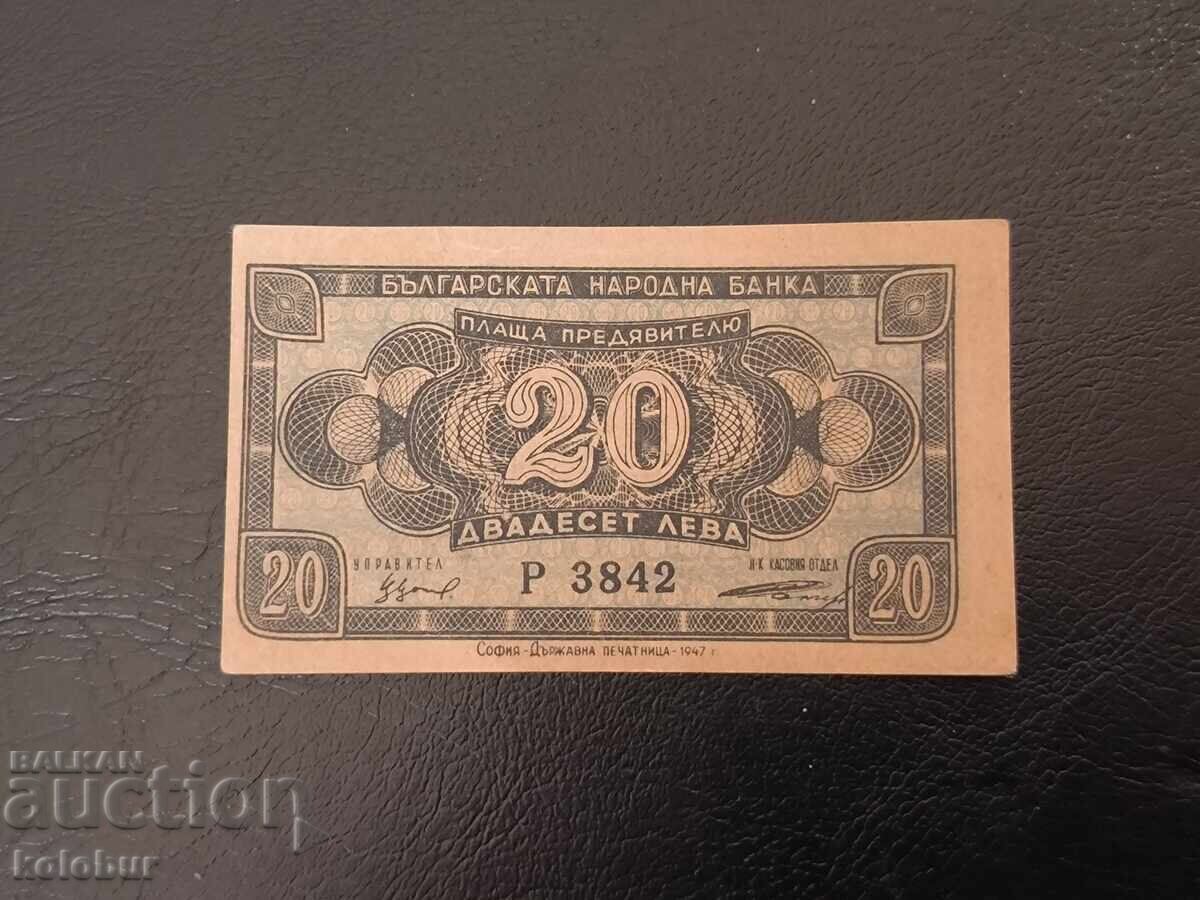 БЪЛГАРСКАТА НАРОДНА БАНКА
ПЛАЩА ПРЕДЯВИТЕЛЮ
20
ДВАДЕСЕТ ЛЕВА
УПРАВИТЕЛ
Н-К КАССОВИЯ ОТДЕЛ
20
Р 3842
20
СОФИЯ - ДЪРЖАВНА ПЕЧАТНИЦА - 1947 г.
BALKAN
auction
kolobur